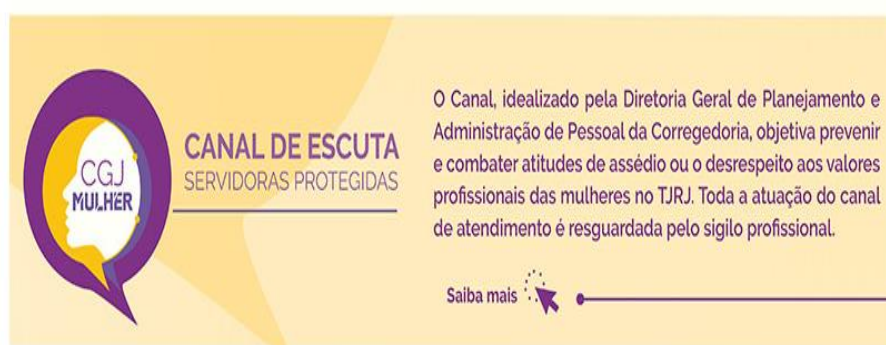 CGJ
MULHER
CANAL DE ESCUTA
SERVIDORAS PROTEGIDAS
O Canal, idealizado pela Diretoria Geral de Planejamento e
Administração de Pessoal da Corregedoria, objetiva prevenir
e combater atitudes de assédio ou o desrespeito aos valores
profissionais das mulheres no TJRJ. Toda a atuação do canal
de atendimento é resguardada pelo sigilo profissional.
Saiba mais